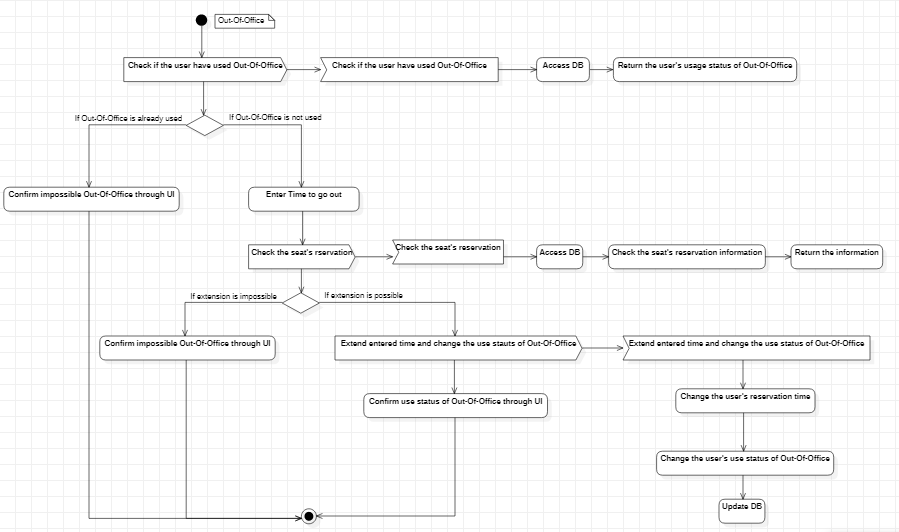 Out-Of-Office
Check if the user have used Out-Of-Office
Check if the user have used Out-Of-Office
Access DB
Return the user's usage status of Out-Of-Office
If Out-Of-Office is already used
If Out-Of-Office is not used
Confirm impossible Out-Of-Office through UI
Enter Time to go out
Check the seat's rservation
Check the seat's reservation
Access DB
Check the seat's reservation information
Return the information
If extension is impossible
If extension is possible
Confirm impossible Out-Of-Office through UI
Extend entered time and change the use stauts of Out-Of-Office
Extend entered time and change the use status of Out-Of-Office
Confirm use status of Out-Of-Office through UI
Change the user's reservation time
Change the user's use status of Out-Of-Office
Update DB